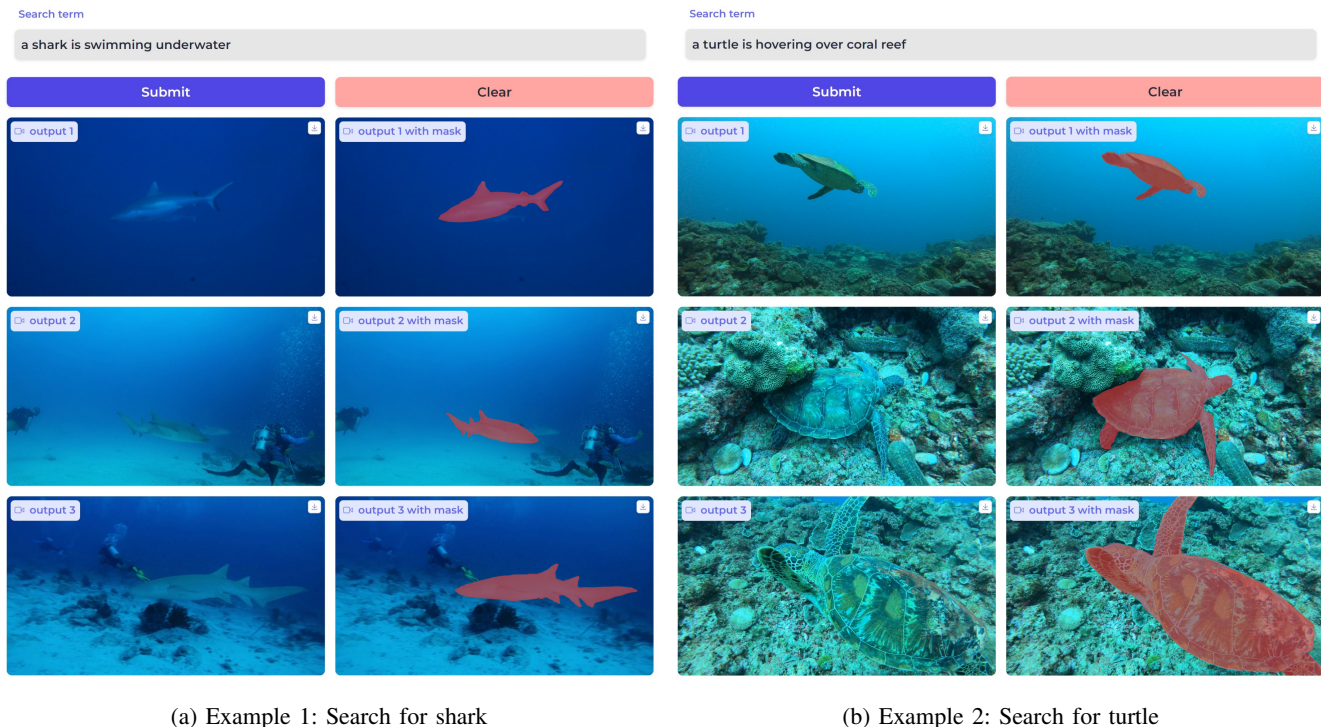 Search term
a shark is swimming underwater
Submit
Clear
output 1
output 1 with mask
output 2
output 2 with mask
output 3
output 3 with mask
(a) Example 1: Search for shark
Search term
a turtle is hovering over coral reef
Submit
Clear
output 1
output 1 with mask
output 2
output 2 with mask
output 3
output 3 with mask
(b) Example 2: Search for turtle